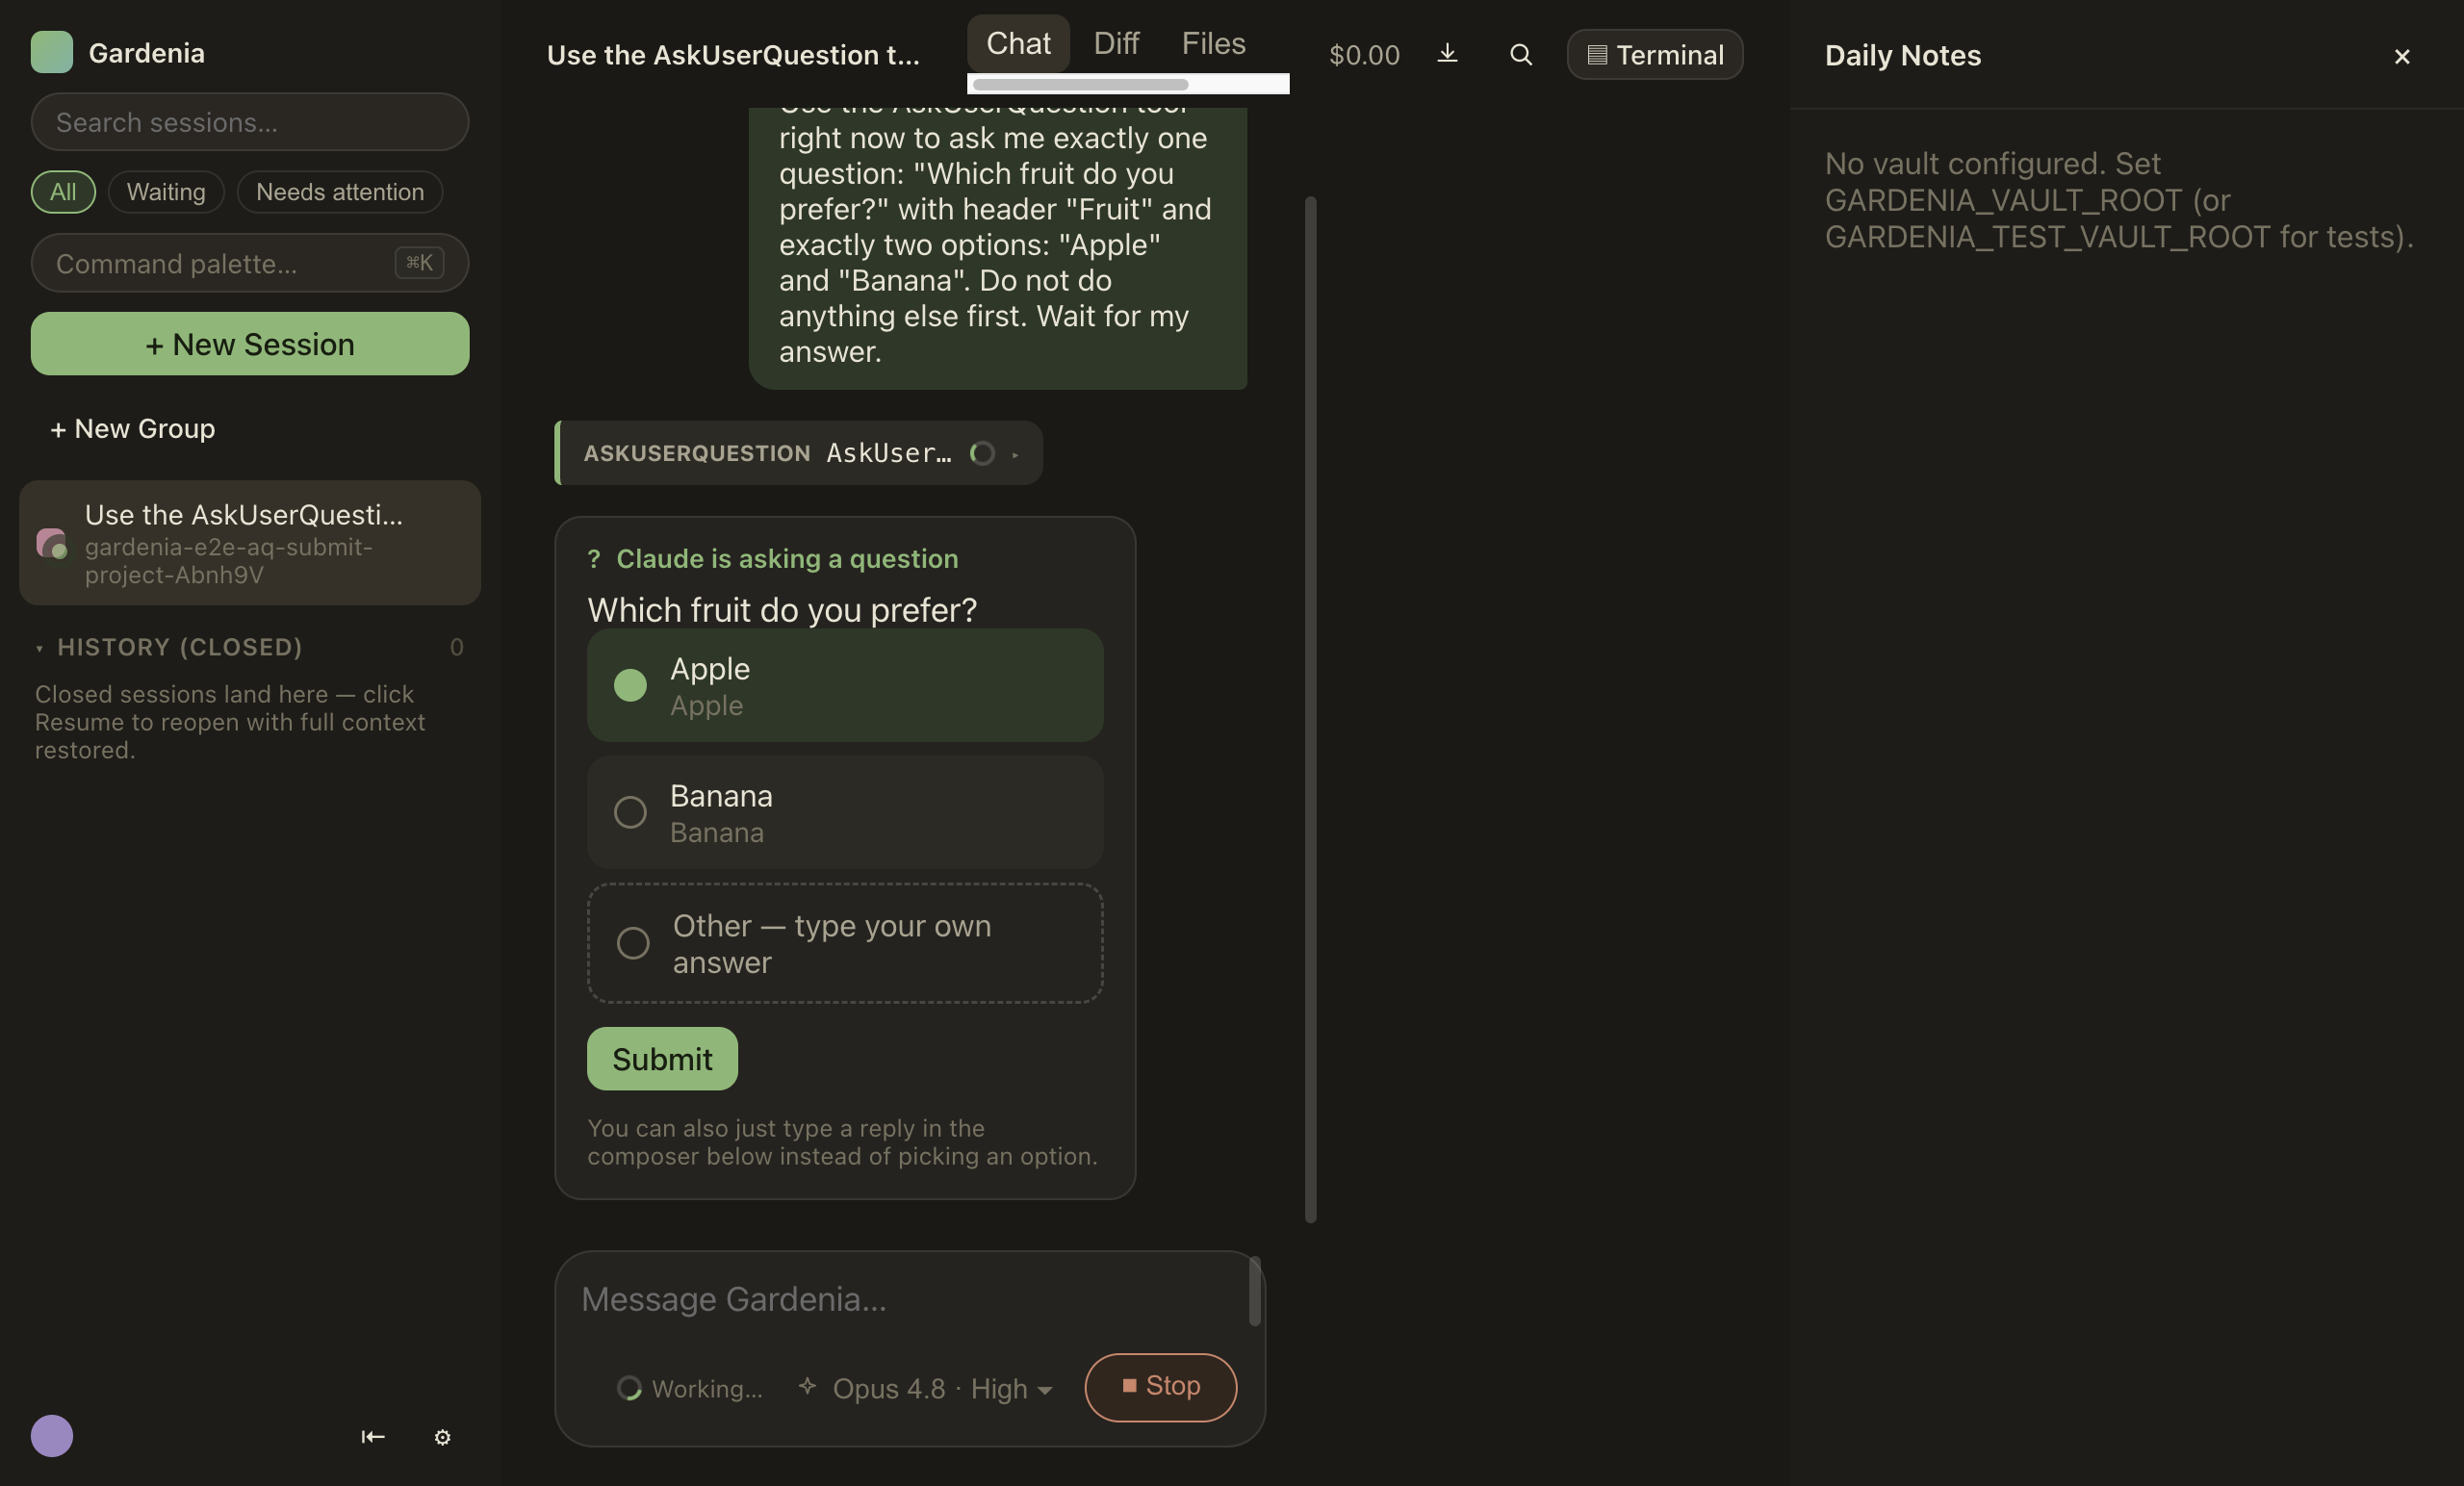 Gardenia
Search sessions...
All
Waiting
Needs attention
Command palette...
⌘K
+ New Session
+ New Group
Use the AskUserQuesti...
gardenia-e2e-aq-submit-
project-Abnh9V
HISTORY (CLOSED)
0
Closed sessions land here — click
Resume to reopen with full context
restored.
Use the AskUserQuestion t...
Chat
Diff
Files
$0.00
Terminal
Use the AskUserQuestion tool
right now to ask me exactly one
question: "Which fruit do you
prefer?" with header "Fruit" and
exactly two options: "Apple"
and "Banana". Do not do
anything else first. Wait for my
answer.
ASKUSERQUESTION AskUser…
? Claude is asking a question
Which fruit do you prefer?
Apple
Apple
Banana
Banana
Other — type your own
answer
Submit
You can also just type a reply in the
composer below instead of picking an option.
Message Gardenia...
Working...
Opus 4.8 · High
Stop
Daily Notes
No vault configured. Set
GARDENIA_VAULT_ROOT (or
GARDENIA_TEST_VAULT_ROOT for tests).